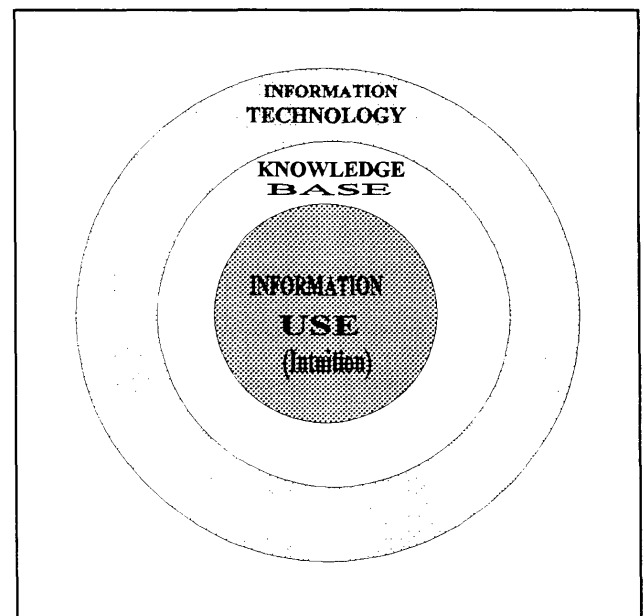 INFORMATION
TECHNOLOGY
KNOWLEDGE
BASE
INFORMATION
USE
(Intuition)